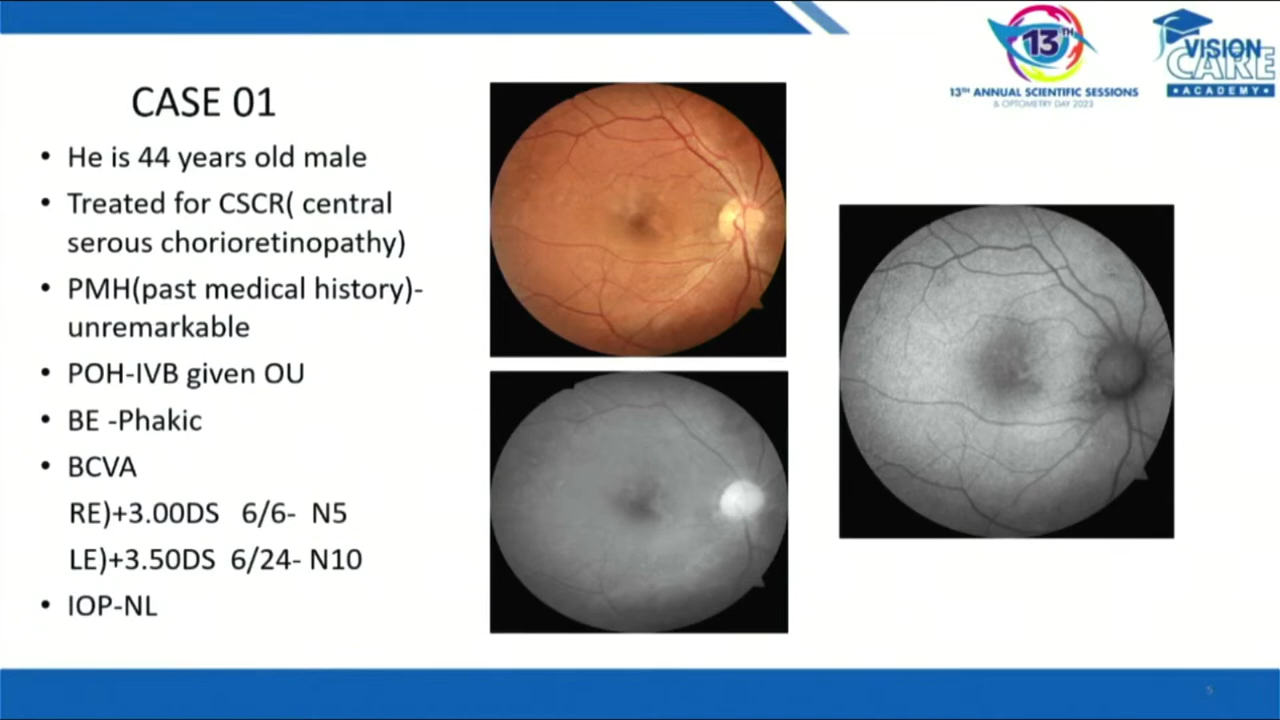 13TH
13TH ANNUAL SCIENTIFIC SESSIONS
& OPTOMETRY DAY 2023
VISION
CARE
•ACADEMY•
CASE 01
• He is 44 years old male
• Treated for CSCR( central
serous chorioretinopathy)
• PMH(past medical history)-
unremarkable
• POH-IVB given OU
• BE -Phakic
• BCVA
RE)+3.00DS 6/6- N5
LE)+3.50DS 6/24- N10
• IOP-NL
5